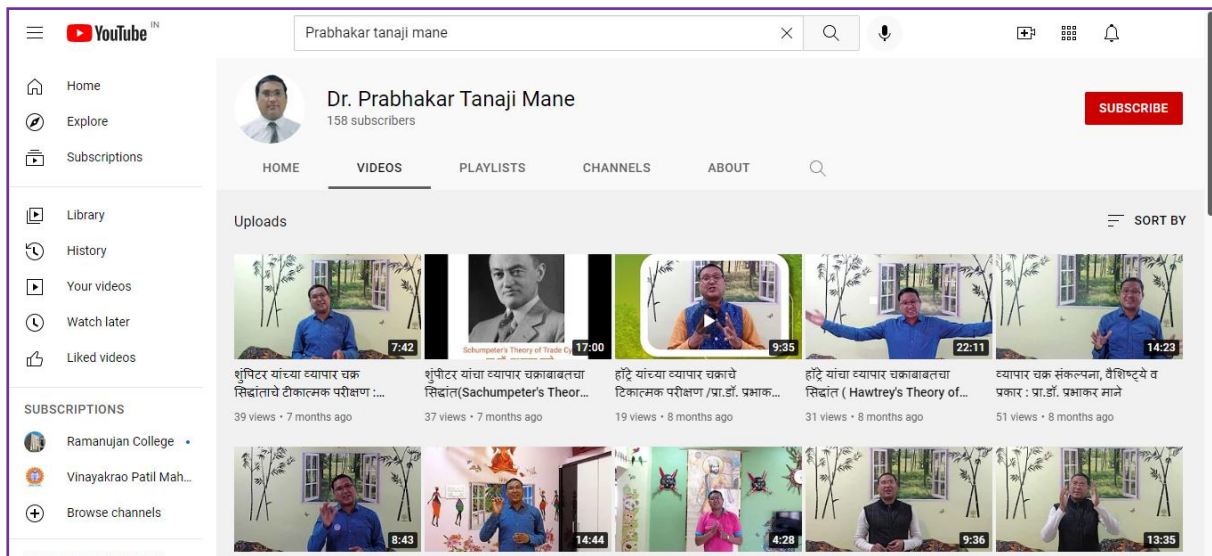 YouTube IN
Prabhakar tanaji mane
Home
Explore
Subscriptions
Library
History
Your videos
Watch later
Liked videos
SUBSCRIPTIONS
Ramanujan College
Vinayakrao Patil Mah...
Browse channels
Dr. Prabhakar Tanaji Mane
158 subscribers
SUBSCRIBE
HOME VIDEOS PLAYLISTS CHANNELS ABOUT
Uploads
SORT BY
7:42
शुंपिटर यांच्या व्यापार चक्र
सिद्धांताचे टीकात्मक परीक्षण :...
39 views • 7 months ago
Schumpeter's Theory of Trade Cy
17:00
शुंपीटर यांचा व्यापार चक्राबाबतचा
सिद्धांत(Sachumpeter's Theor...
37 views • 7 months ago
9:35
हॉट्रे यांच्या व्यापार चक्राचे
टिकात्मक परीक्षण /प्रा.डॉ. प्रभाक...
19 views • 8 months ago
22:11
हॉट्रे यांचा व्यापार चक्राबाबतचा
सिद्धांत ( Hawtrey's Theory of...
31 views • 8 months ago
14:23
व्यापार चक्र संकल्पना, वैशिष्ट्ये व
प्रकार : प्रा.डॉ. प्रभाकर माने
51 views • 8 months ago
8:43
14:44
4:28
9:36
13:35